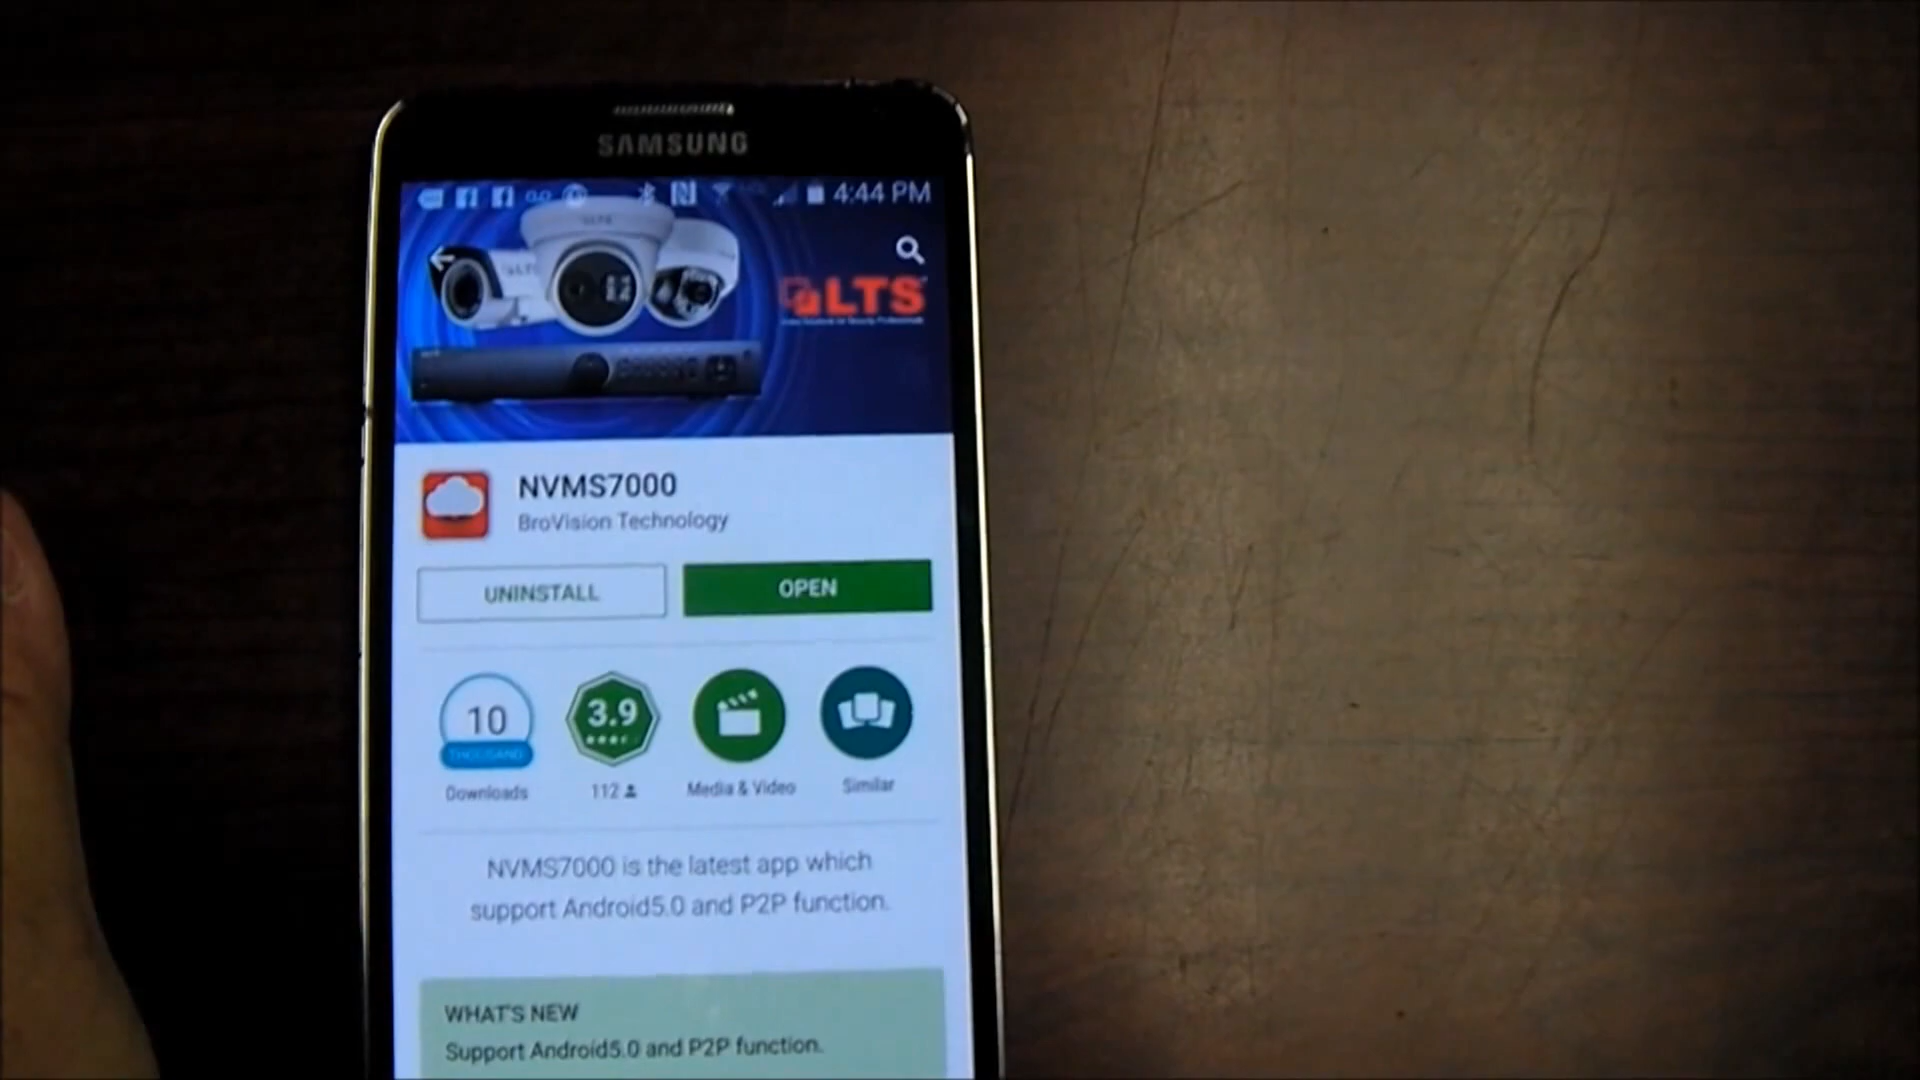 SAMSUNG
4:44 PM
LTS
NVMS7000
BroVision Technology
UNINSTALL
OPEN
10
THOUSAND
3.9
Downloads
112
Media & Video
Similar
NVMS7000 is the latest app which
support Android5.0 and P2P function.
WHAT'S NEW
Support Android5.0 and P2P function.